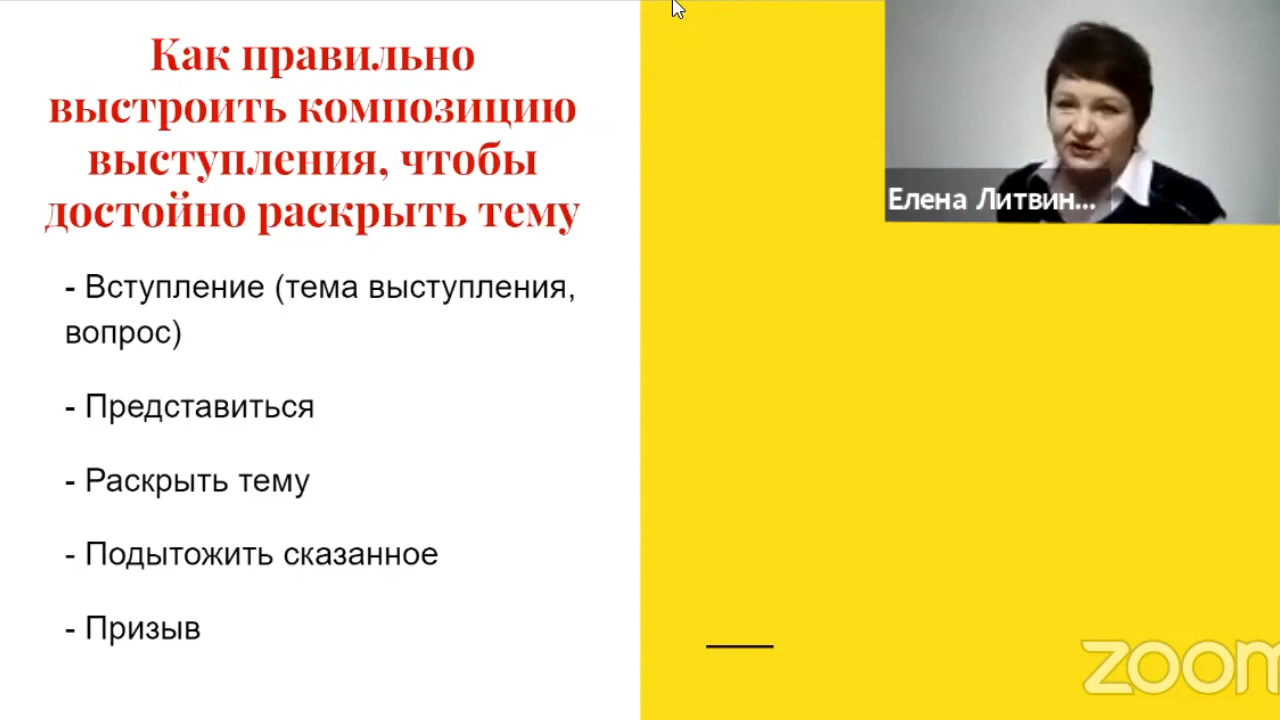 Как правильно
выстроить композицию
выступления, чтобы
достойно раскрыть тему
- Вступление (тема выступления,
вопрос)
- Представиться
- Раскрыть тему
- Подытожить сказанное
- Призыв
Елена Литвин...
zoom